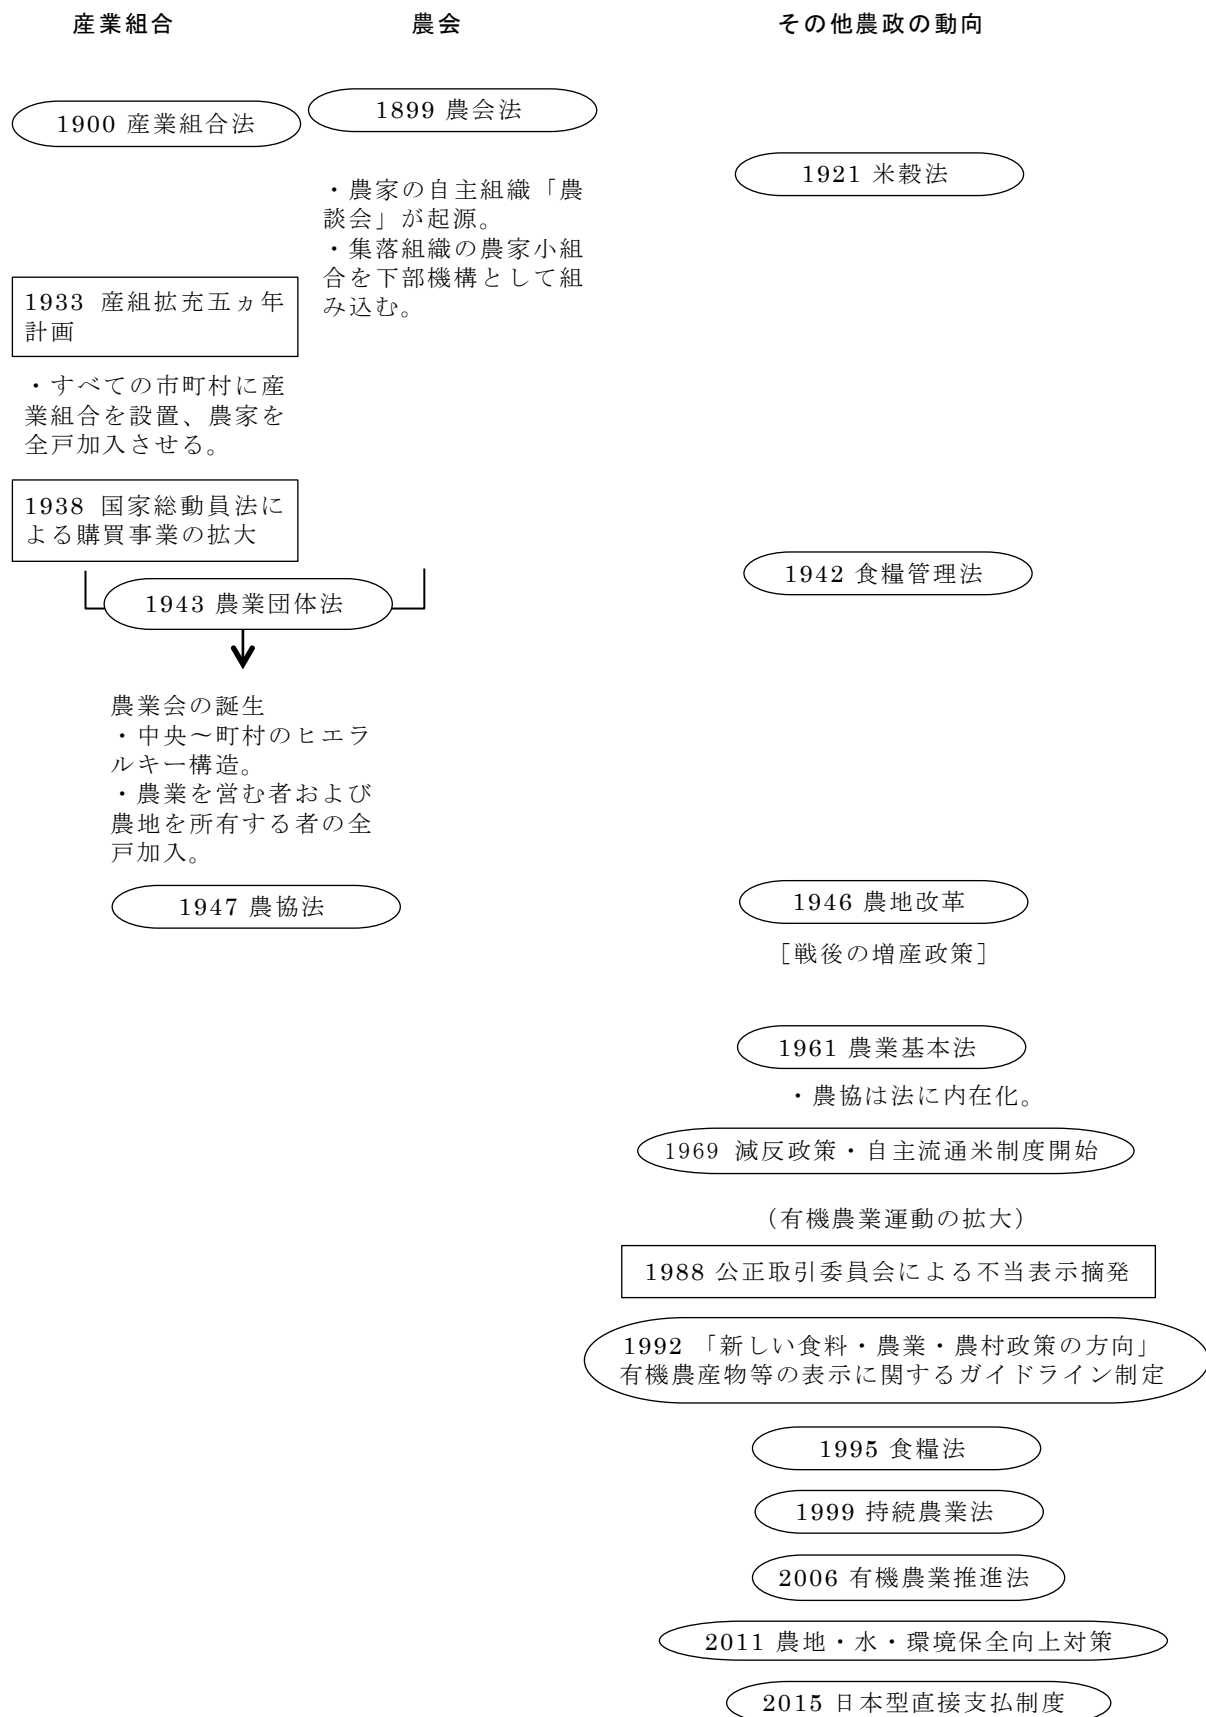 産業組合
農会
その他農政の動向
1900 産業組合法
1899 農会法
1921 米穀法
・農家の自主組織「農
談会」が起源。
・集落組織の農家小組
合を下部機構として組
み込む。
1933 産組拡充五ヵ年
計画
・すべての市町村に産
業組合を設置、農家を
全戸加入させる。
1938 国家総動員法に
よる購買事業の拡大
1942 食糧管理法
1943 農業団体法
農業会の誕生
・中央～町村のヒエラ
ルキー構造。
・農業を営む者および
農地を所有する者の全
戸加入。
1947 農協法
1946 農地改革
［戦後の増産政策］
1961 農業基本法
・農協は法に内在化。
1969 減反政策・自主流通米制度開始
（有機農業運動の拡大）
1988 公正取引委員会による不当表示摘発
1992 「新しい食料・農業・農村政策の方向」
有機農産物等の表示に関するガイドライン制定
1995 食糧法
1999 持続農業法
2006 有機農業推進法
2011 農地・水・環境保全向上対策
2015 日本型直接支払制度